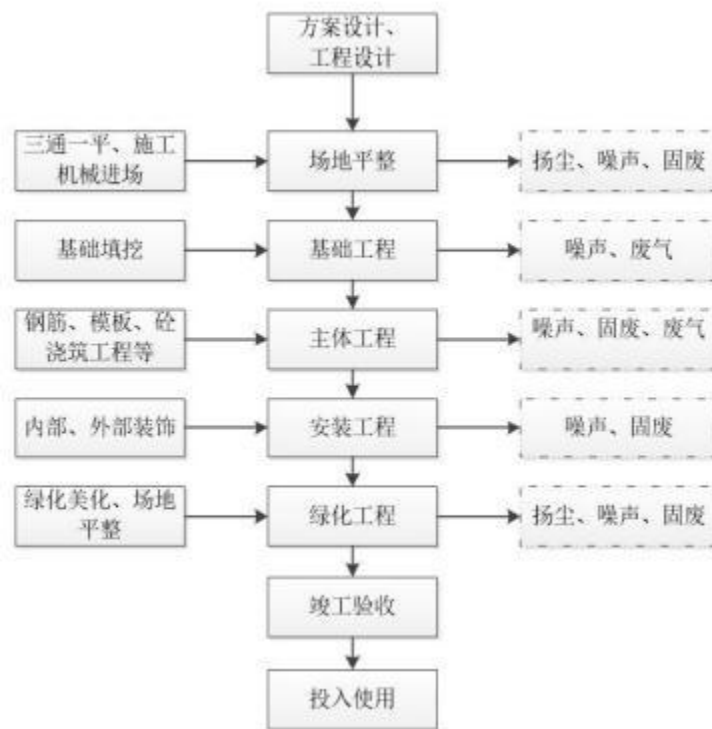 方案设计、
工程设计
三通一平、施工
机械进场
场地平整
扬尘、噪声、固废
基础填挖
基础工程
噪声、废气
钢筋、模板、砼
浇筑工程等
主体工程
噪声、固废、废气
内部、外部装饰
安装工程
噪声、固废
绿化美化、场地
平整
绿化工程
扬尘、噪声、固废
竣工验收
投入使用